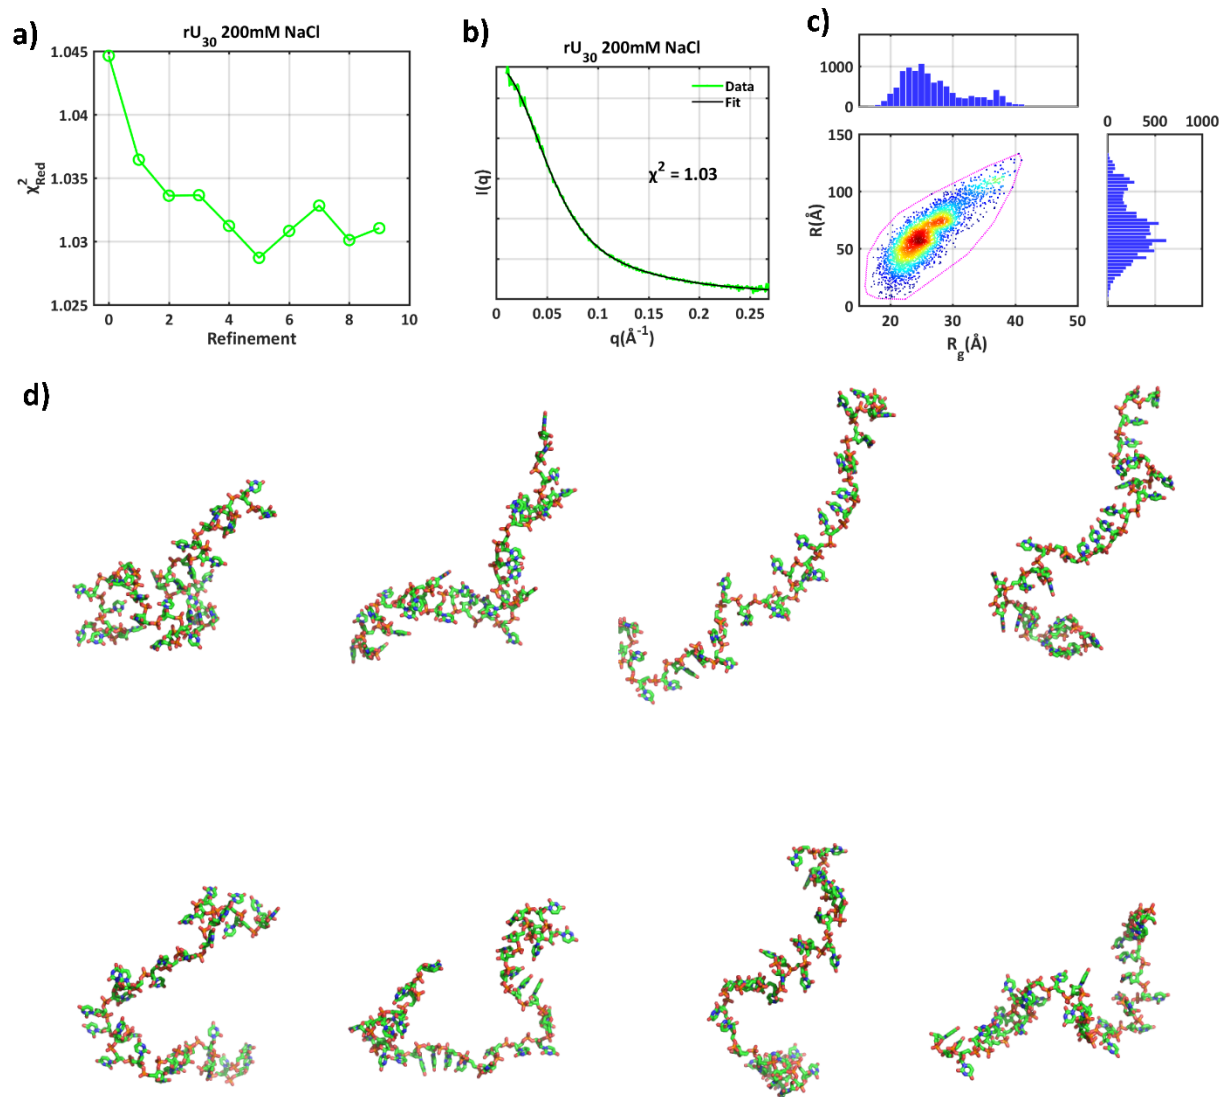 a)
rU30 200mM NaCl
1.045
1.04
1.035
1.03
1.025
χ²Red
0 2 4 6 8 10
Refinement
b)
rU30 200mM NaCl
Data
Fit
χ² = 1.03
I(q)
0 0.05 0.1 0.15 0.2 0.25
q(Å⁻¹)
c)
1000
0
0 500 1000
150
100
50
0
R(Å)
20 30 40 50
Rg(Å)
d)